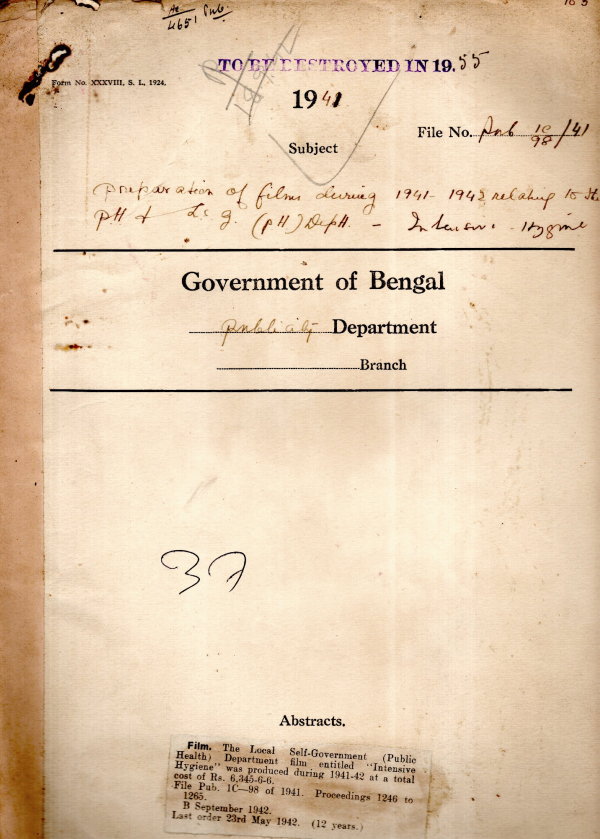 4651 Pub.
TO BE DESTROYED IN 19.55
Form No. XXXVIII, S. L, 1924.
1941
File No. Pub 1C/98/41
Subject
preparation of films during 1941-1942 relating to the
PH & L. S. g. (PH) Deptt. - Intensive Hygiene
Government of Bengal
Publicity Department
Branch
Abstracts.
Film. The Local Self-Government (Public
Health) Department film entitled "Intensive
Hygiene" was produced during 1941-42 at a total
cost of Rs. 6,345-6-6.
File Pub. 1C—98 of 1941. Proceedings 1246 to
1265.
B September 1942.
Last order 23rd May 1942. (12 years.)